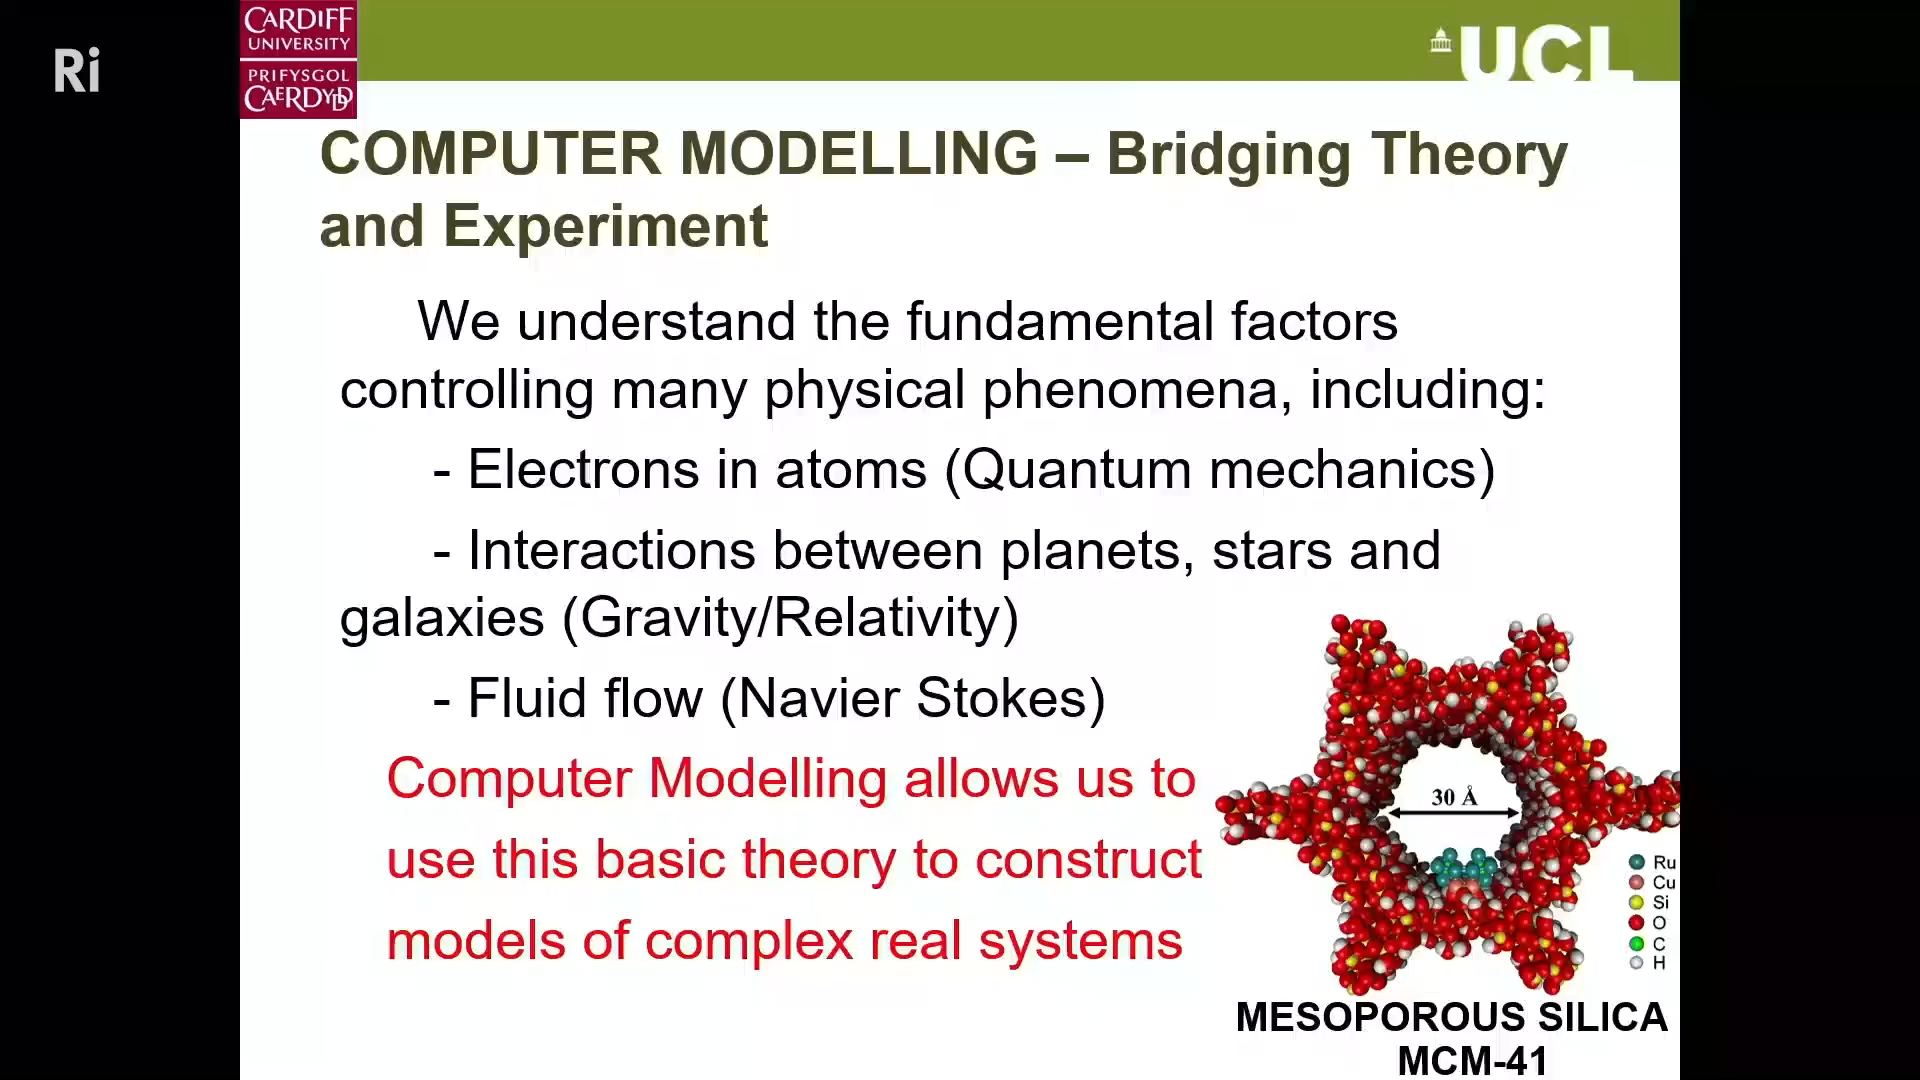 Ri
CARDIFF
UNIVERSITY
PRIFYSGOL
CAERDYDD
UCL
COMPUTER MODELLING – Bridging Theory
and Experiment
We understand the fundamental factors
controlling many physical phenomena, including:
- Electrons in atoms (Quantum mechanics)
- Interactions between planets, stars and
galaxies (Gravity/Relativity)
- Fluid flow (Navier Stokes)
Computer Modelling allows us to
use this basic theory to construct
models of complex real systems
30 Å
Ru
Cu
Si
O
C
H
MESOPOROUS SILICA
MCM-41